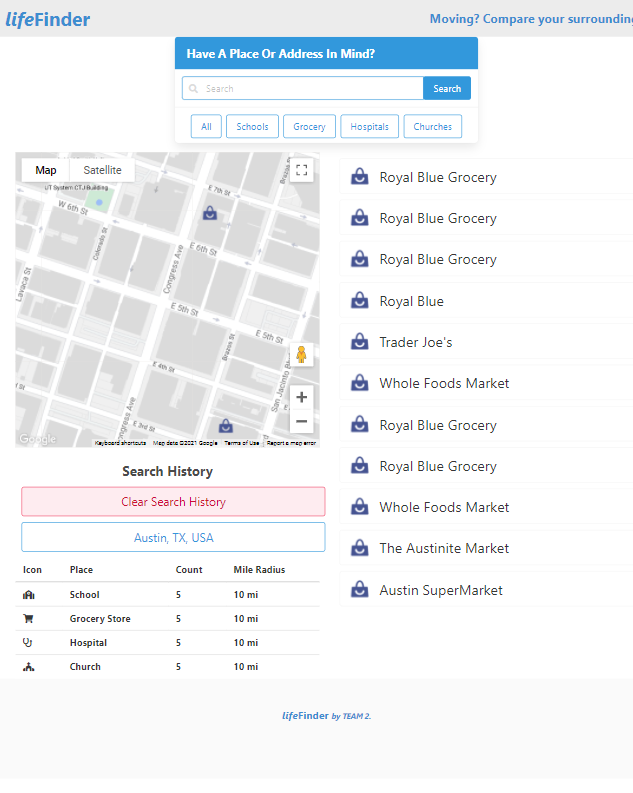 lifeFinder
Moving? Compare your surrounding
Have A Place Or Address In Mind?
Search
Search
All
Schools
Grocery
Hospitals
Churches
Map
Satellite
UT System CTJ Building
W 6th St
E 7th St
Brazos St
Colorado St
Congress Ave
E 6th St
Lavaca St
E 5th St
E 5th St
Brazos St
E 4th St
San Jacinto Bl
E 3rd St
Congress Ave
Google
Keyboard shortcuts
Map data ©2021 Google
Terms of Use
Report a map error
Royal Blue Grocery
Royal Blue Grocery
Royal Blue Grocery
Royal Blue
Trader Joe's
Whole Foods Market
Royal Blue Grocery
Royal Blue Grocery
Whole Foods Market
The Austinite Market
Austin SuperMarket
Search History
Clear Search History
Austin, TX, USA
Icon Place Count Mile Radius
School 5 10 mi
Grocery Store 5 10 mi
Hospital 5 10 mi
Church 5 10 mi
lifeFinder by TEAM 2.